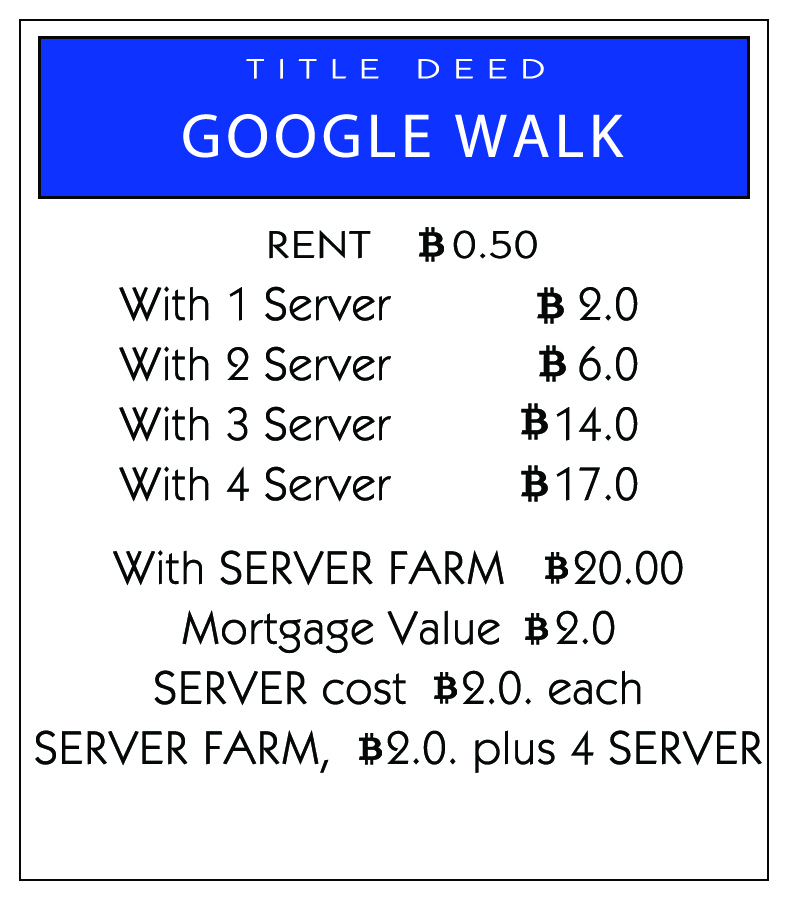 TITLE DEED
GOOGLE WALK
RENT ₿0.50
With 1 Server ₿ 2.0
With 2 Server ₿ 6.0
With 3 Server ₿14.0
With 4 Server ₿17.0
With SERVER FARM ₿20.00
Mortgage Value ₿2.0
SERVER cost ₿2.0. each
SERVER FARM, ₿2.0. plus 4 SERVER